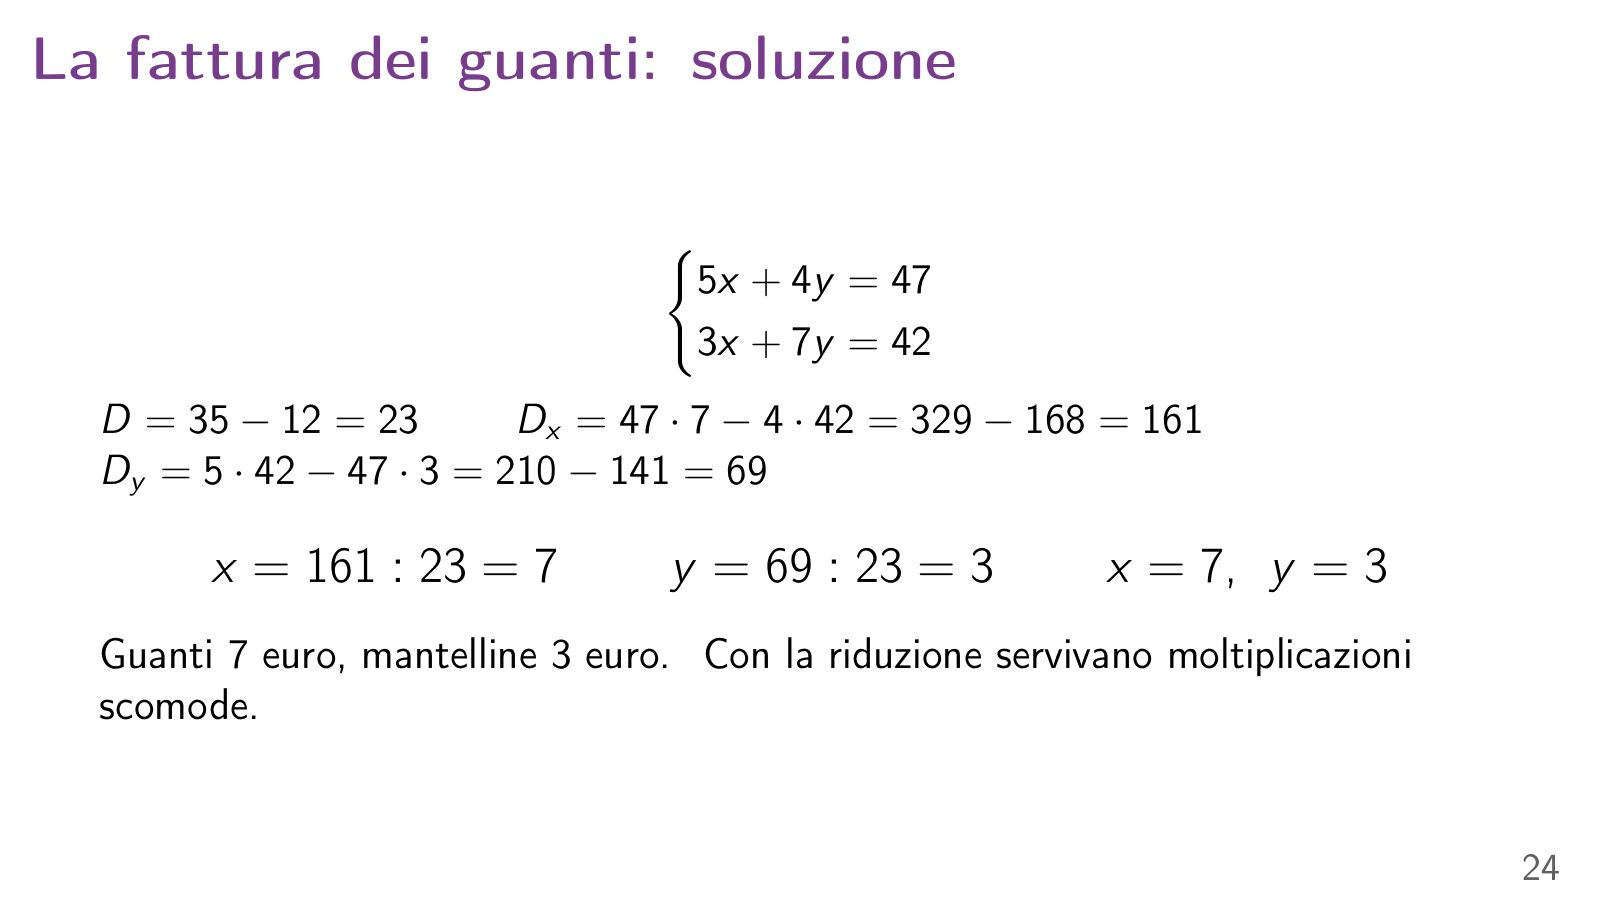 La fattura dei guanti: soluzione
5x + 4y = 47
3x + 7y = 42
D = 35 − 12 = 23 Dₓ = 47 · 7 − 4 · 42 = 329 − 168 = 161
D_y = 5 · 42 − 47 · 3 = 210 − 141 = 69
x = 161 : 23 = 7 y = 69 : 23 = 3 x = 7, y = 3
Guanti 7 euro, mantelline 3 euro. Con la riduzione servivano moltiplicazioni
scomode.
24